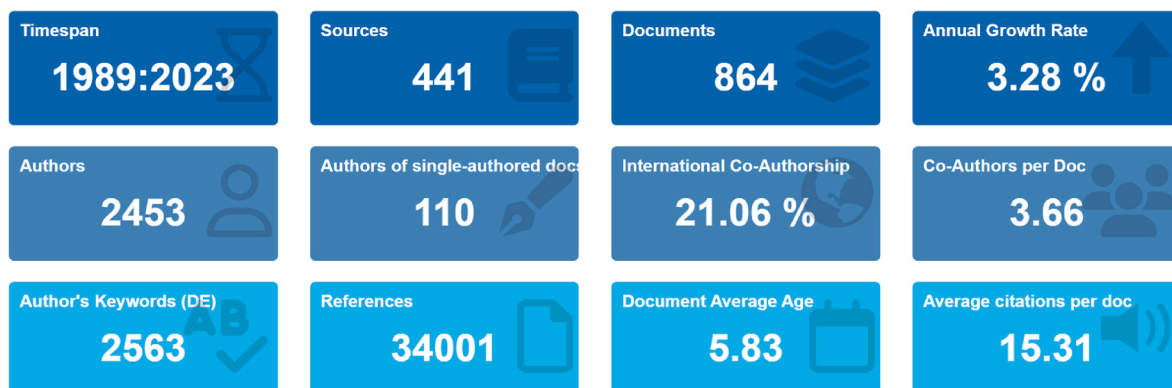 Timespan
1989:2023
Sources
441
Documents
864
Annual Growth Rate
3.28 %
Authors
2453
Authors of single-authored docs
110
International Co-Authorship
21.06 %
Co-Authors per Doc
3.66
Author's Keywords (DE)
2563
AB
References
34001
Document Average Age
5.83
Average citations per doc
15.31